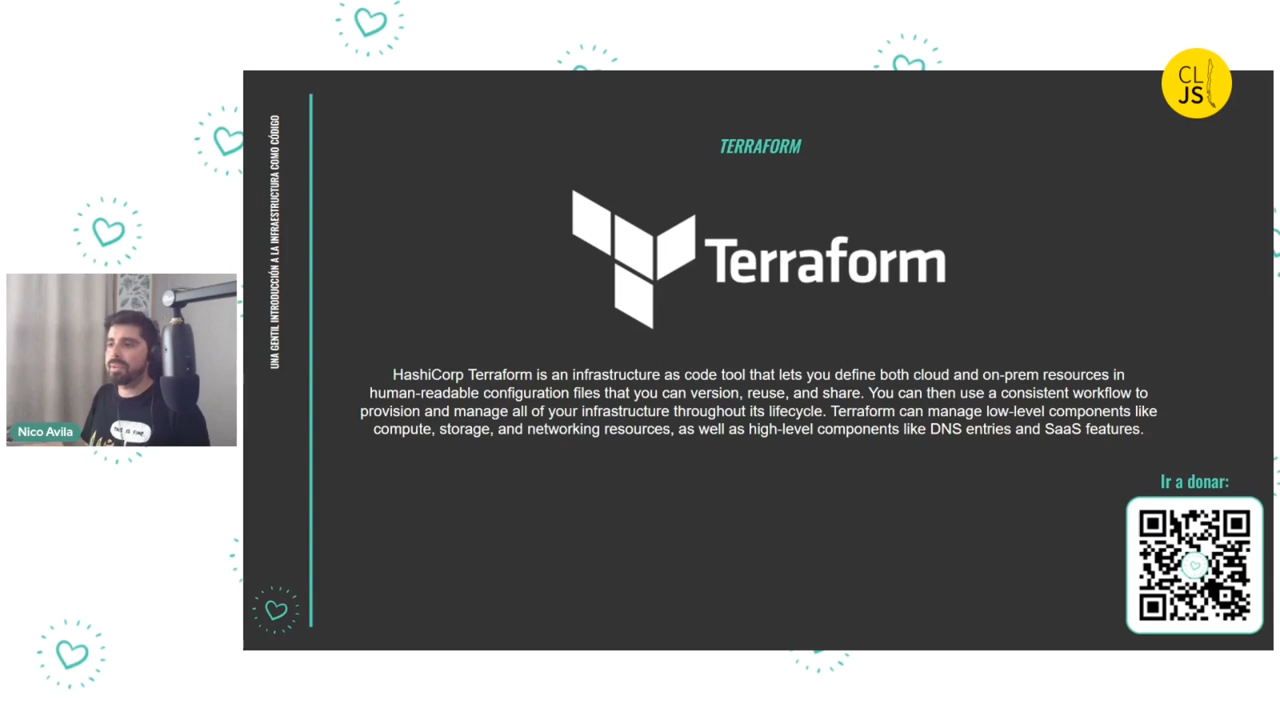 CL
JS
UNA GENTIL INTRODUCCIÓN A LA INFRAESTRUCTURA COMO CÓDIGO
TERRAFORM
Terraform
HashiCorp Terraform is an infrastructure as code tool that lets you define both cloud and on-prem resources in
human-readable configuration files that you can version, reuse, and share. You can then use a consistent workflow to
provision and manage all of your infrastructure throughout its lifecycle. Terraform can manage low-level components like
compute, storage, and networking resources, as well as high-level components like DNS entries and SaaS features.
THIS IS FINE
Nico Avila
Ir a donar: